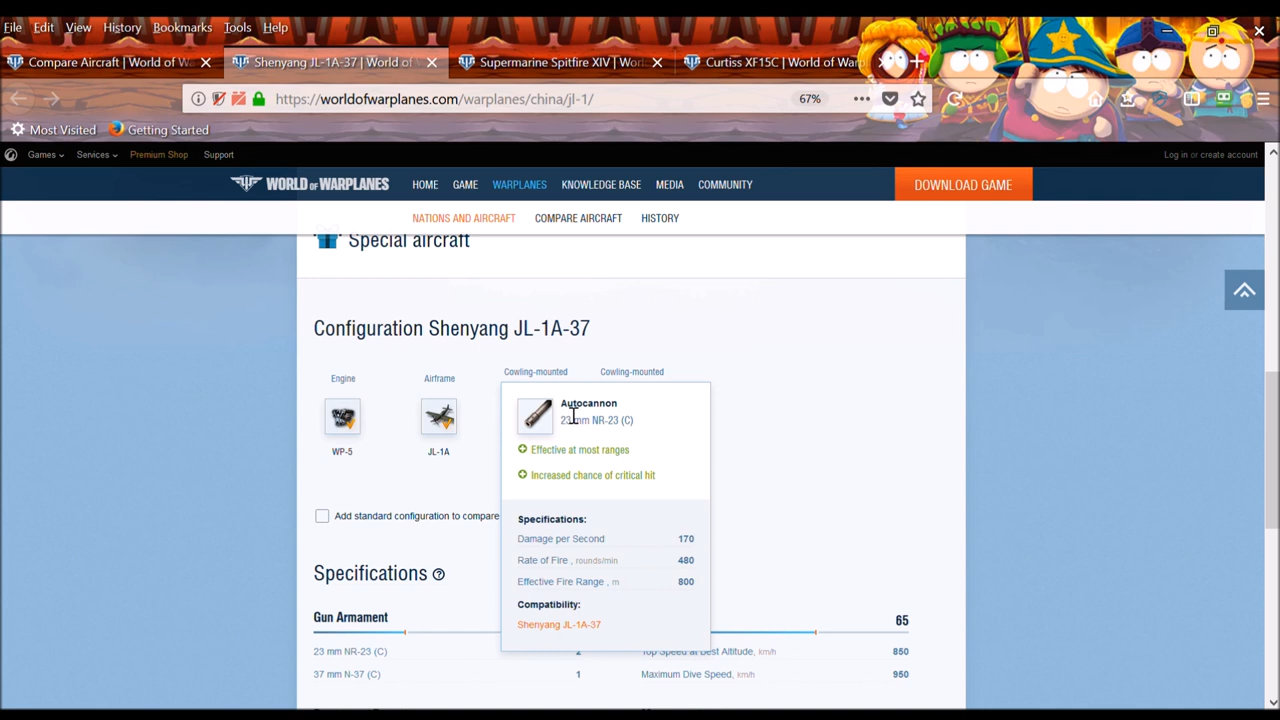 File Edit View History Bookmarks Tools Help
Compare Aircraft | World of W
Shenyang JL-1A-37 | World of
Supermarine Spitfire XIV | Wor
Curtiss XF15C | World of Warp
https://worldofwarplanes.com/warplanes/china/jl-1/
67%
Most Visited Getting Started
Games Services Premium Shop Support
Log in or create account
WORLD OF WARPLANES HOME GAME WARPLANES KNOWLEDGE BASE MEDIA COMMUNITY DOWNLOAD GAME
NATIONS AND AIRCRAFT COMPARE AIRCRAFT HISTORY
Special aircraft
Configuration Shenyang JL-1A-37
Engine Airframe Cowling-mounted Cowling-mounted
WP-5 JL-1A
Autocannon
23 mm NR-23 (C)
Effective at most ranges
Increased chance of critical hit
Specifications:
Damage per Second 170
Rate of Fire , rounds/min 480
Effective Fire Range , m 800
Compatibility:
Shenyang JL-1A-37
Add standard configuration to compare
Specifications
Gun Armament 65
23 mm NR-23 (C) 2 Top Speed at Best Altitude, km/h 850
37 mm N-37 (C) 1 Maximum Dive Speed, km/h 950